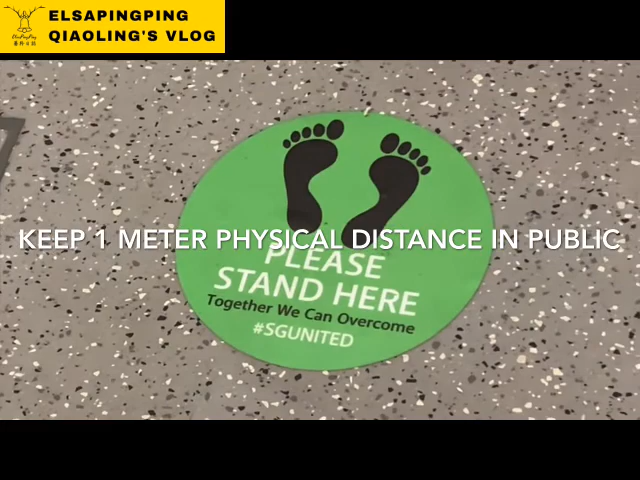 ELSAPINGPING
QIAOLING'S VLOG
KEEP 1 METER PHYSICAL DISTANCE IN PUBLIC
PLEASE
STAND HERE
Together We Can Overcome
#SGUNITED